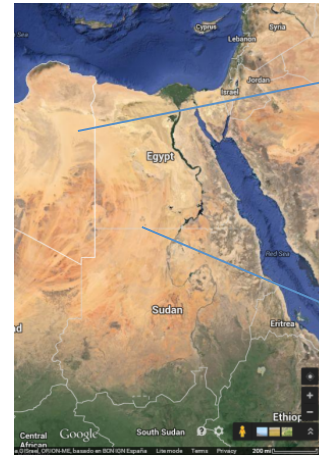 Cyprus
Syria
Lebanon
Jordan
Israel
Egypt
Red Sea
Sudan
Eritrea
d
Ethiop
Central
African
Google
South Sudan
Lite mode Terms Privacy 200 mi